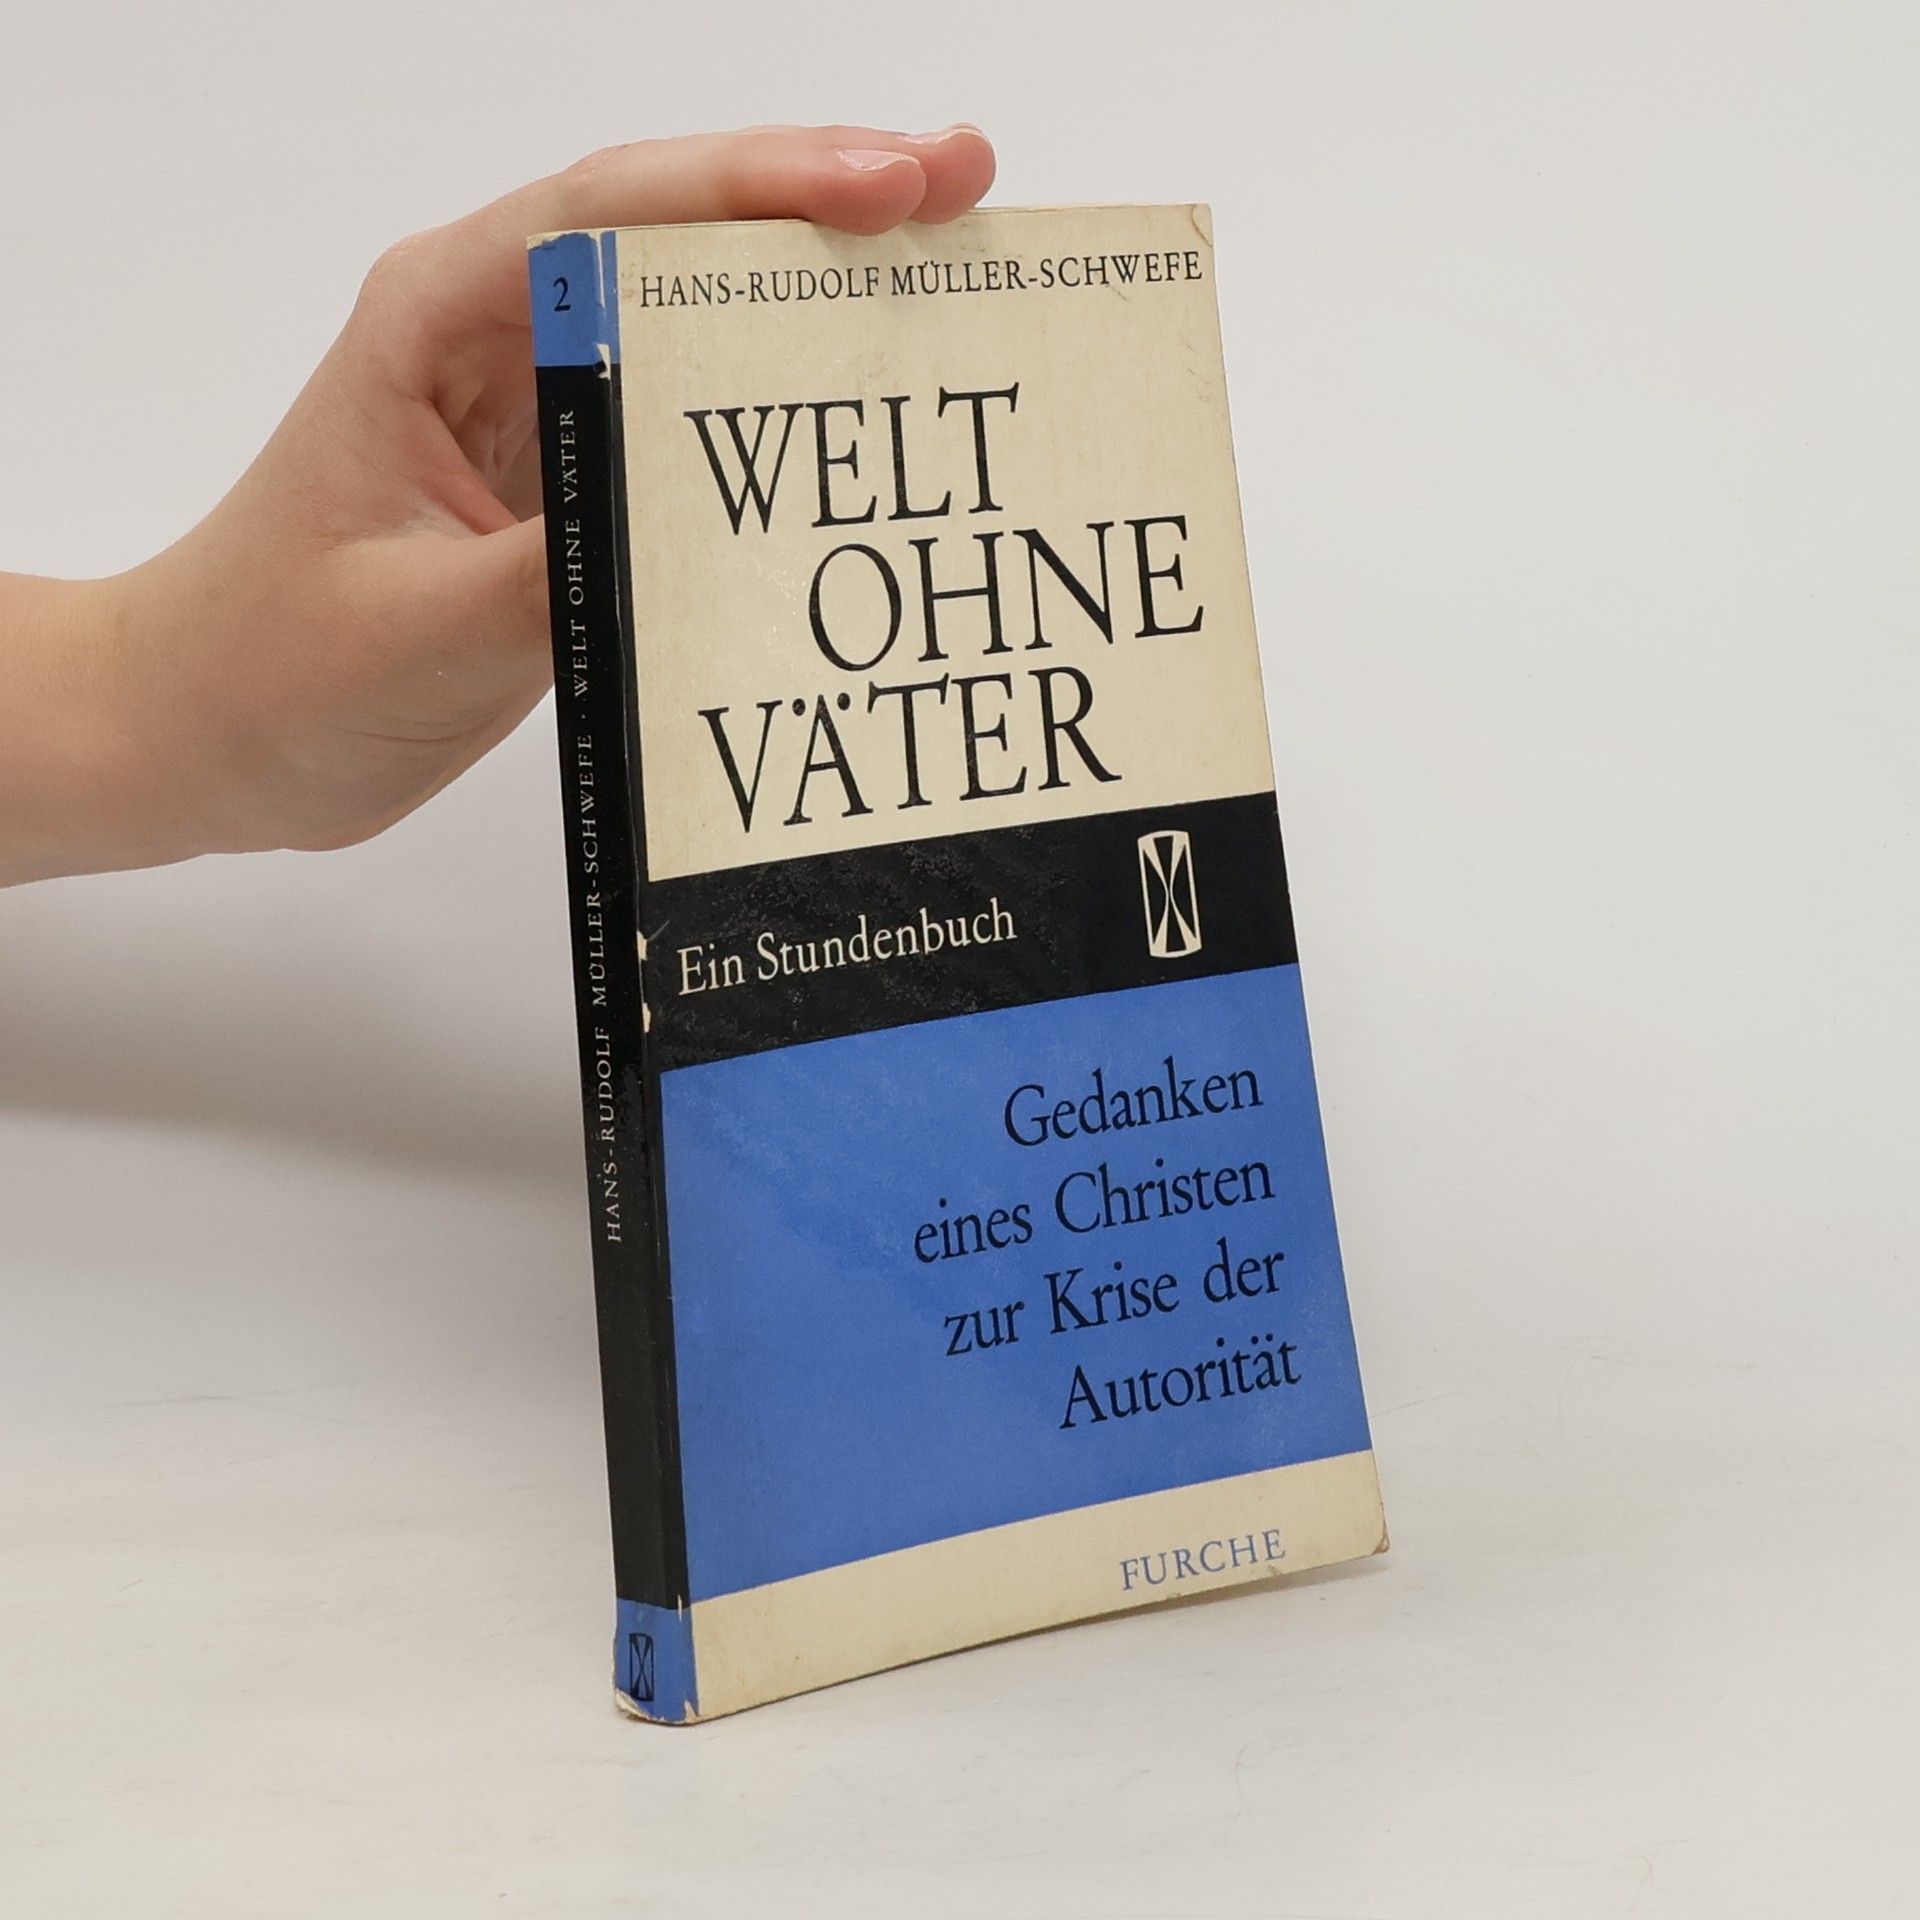 2
HANS-RUDOLF MÜLLER-SCHWEFE · WELT OHNE VÄTER
HANS-RUDOLF MÜLLER-SCHWEFE
WELT
OHNE
VÄTER
Ein Stundenbuch
Gedanken
eines Christen
zur Krise der
Autorität
FURCHE